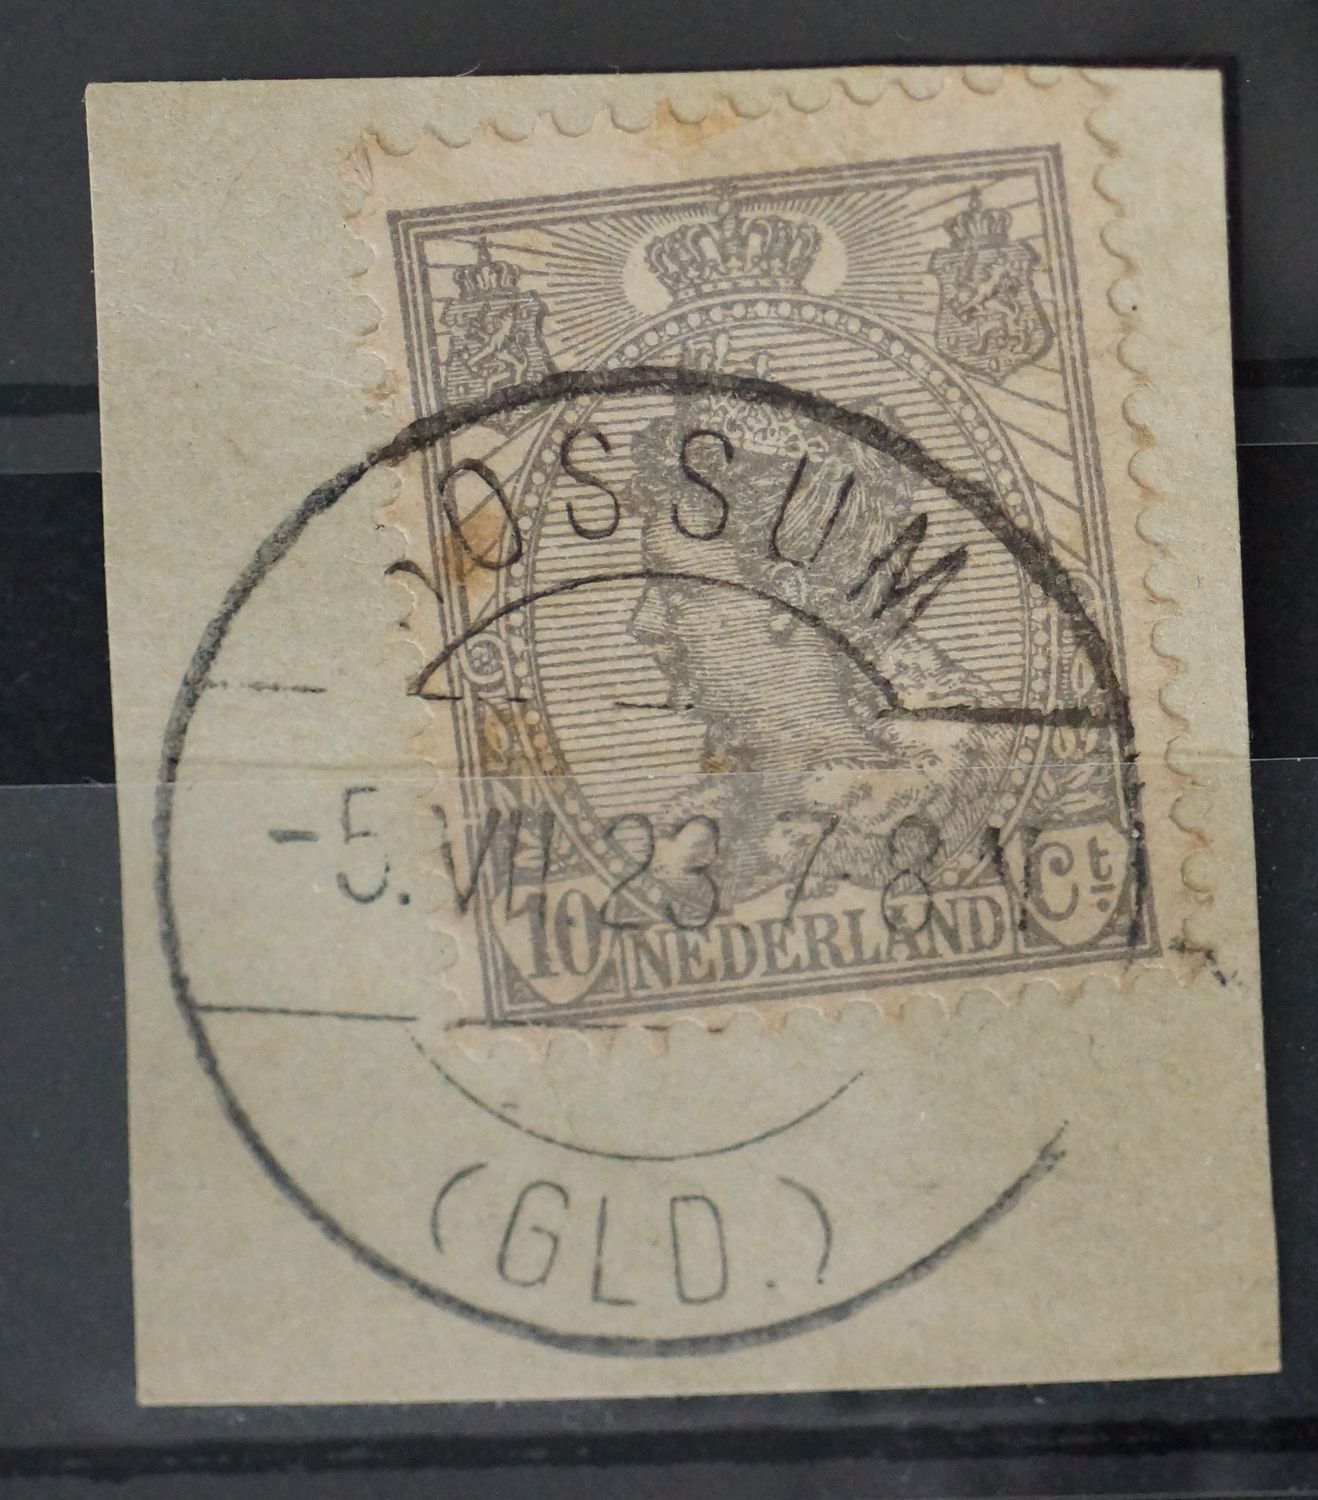 ROSSUM
-5.VII.23 7-8 N
10 NEDERLAND Ct
(GLD.)